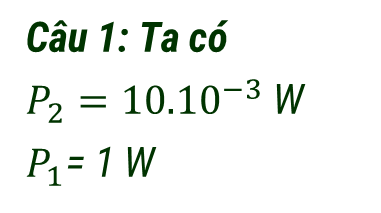 Câu 1: Ta có
P₂ = 10.10⁻³ W
P₁= 1 W